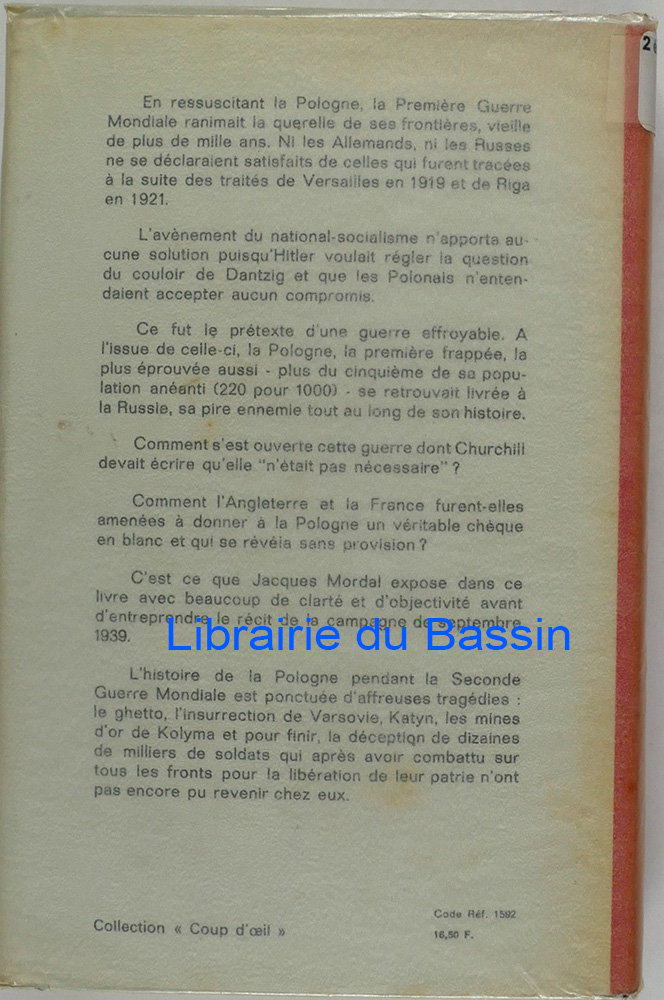 2
En ressuscitant la Pologne, la Première Guerre
Mondiale ranimait la querelle de ses frontières, vieille
de plus de mille ans. Ni les Allemands, ni les Russes
ne se déclaraient satisfaits de celles qui furent tracées
à la suite des traités de Versailles en 1919 et de Riga
en 1921.
L'avènement du national-socialisme n'apporta au-
cune solution puisqu'Hitler voulait régler la question
du couloir de Dantzig et que les Polonais n'enten-
daient accepter aucun compromis.
Ce fut le prétexte d'une guerre effroyable. A
l'issue de celle-ci, la Pologne, la première frappée, la
plus éprouvée aussi - plus du cinquième de sa popu-
lation anéanti (220 pour 1000) - se retrouvait livrée à
la Russie, sa pire ennemie tout au long de son histoire.
Comment s'est ouverte cette guerre dont Churchill
devait écrire qu'elle "n'était pas nécessaire" ?
Comment l'Angleterre et la France furent-elles
amenées à donner à la Pologne un véritable chèque
en blanc et qui se révéla sans provision ?
C'est ce que Jacques Mordal expose dans ce
livre avec beaucoup de clarté et d'objectivité avant
d'entreprendre le récit de la campagne de septembre
1939.
Librairie du Bassin
L'histoire de la Pologne pendant la Seconde
Guerre Mondiale est ponctuée d'affreuses tragédies :
le ghetto, l'insurrection de Varsovie, Katyn, les mines
d'or de Kolyma et pour finir, la déception de dizaines
de milliers de soldats qui après avoir combattu sur
tous les fronts pour la libération de leur patrie n'ont
pas encore pu revenir chez eux.
Collection « Coup d'œil »
Code Réf. 1592
16,50 F.